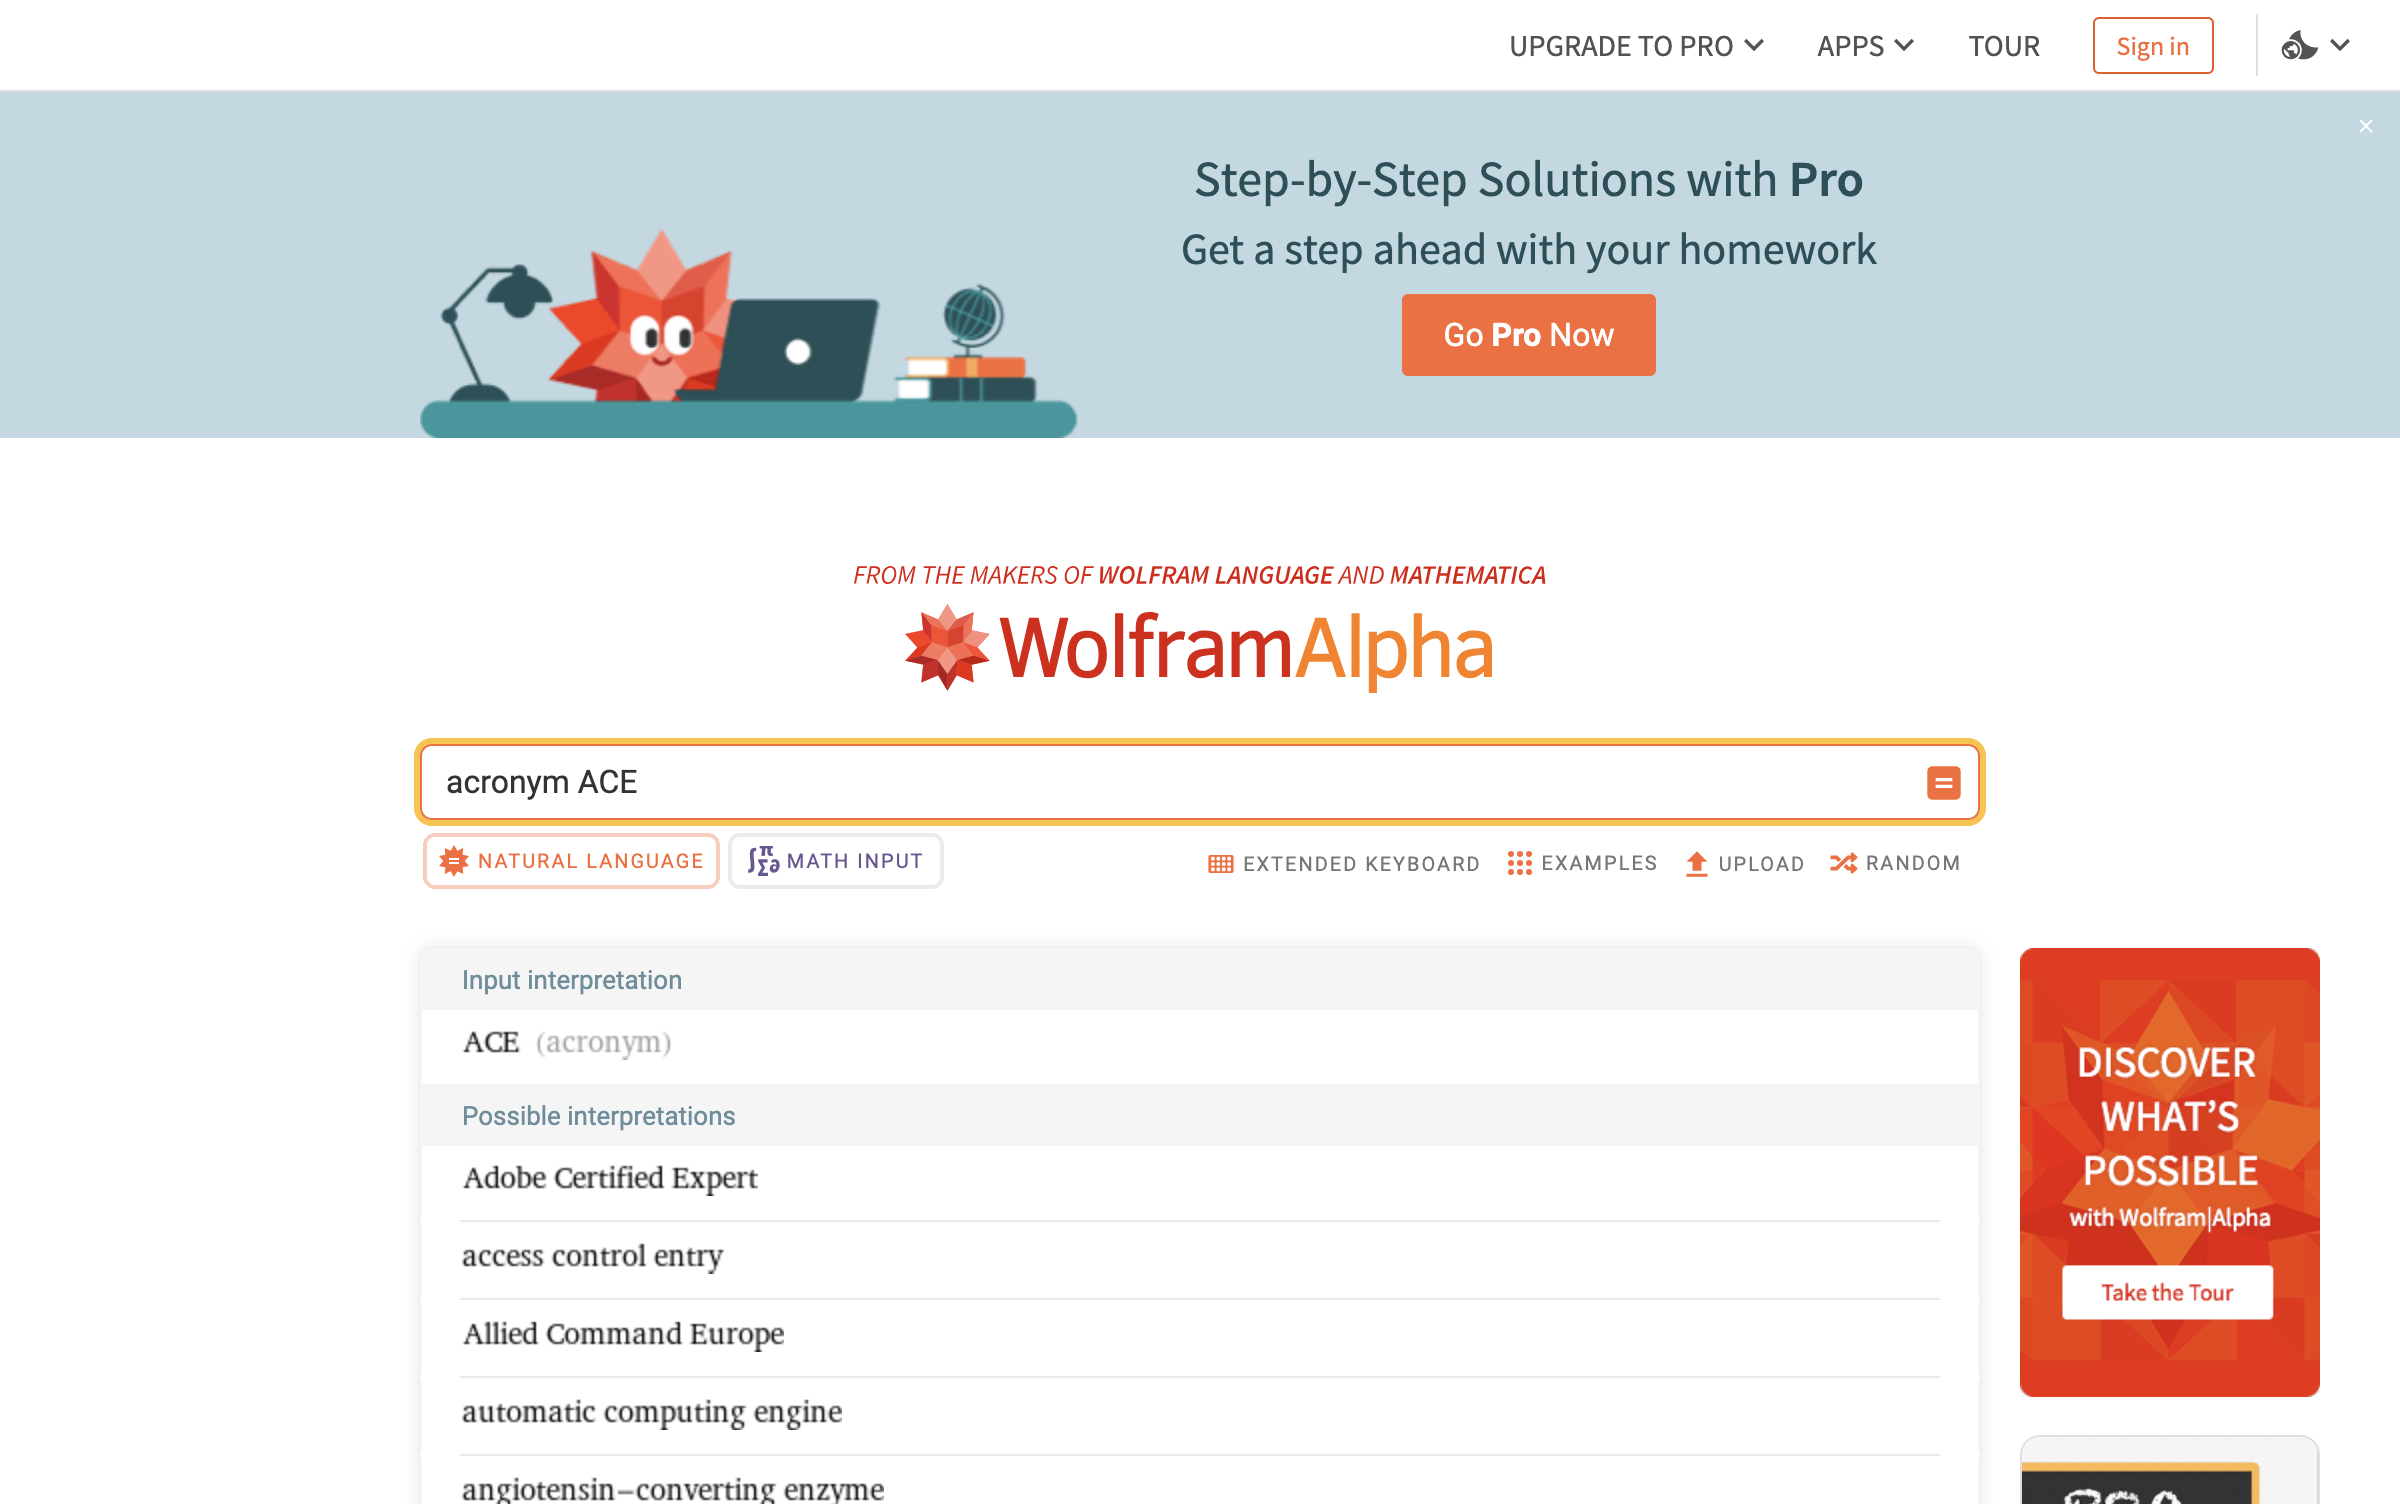 UPGRADE TO PRO
APPS
TOUR
Sign in
Step-by-Step Solutions with Pro
Get a step ahead with your homework
Go Pro Now
FROM THE MAKERS OF WOLFRAM LANGUAGE AND MATHEMATICA
WolframAlpha
acronym ACE
NATURAL LANGUAGE
MATH INPUT
EXTENDED KEYBOARD
EXAMPLES
UPLOAD
RANDOM
Input interpretation
ACE (acronym)
Possible interpretations
Adobe Certified Expert
access control entry
Allied Command Europe
automatic computing engine
angiotensin–converting enzyme
DISCOVER
WHAT’S
POSSIBLE
with Wolfram|Alpha
Take the Tour